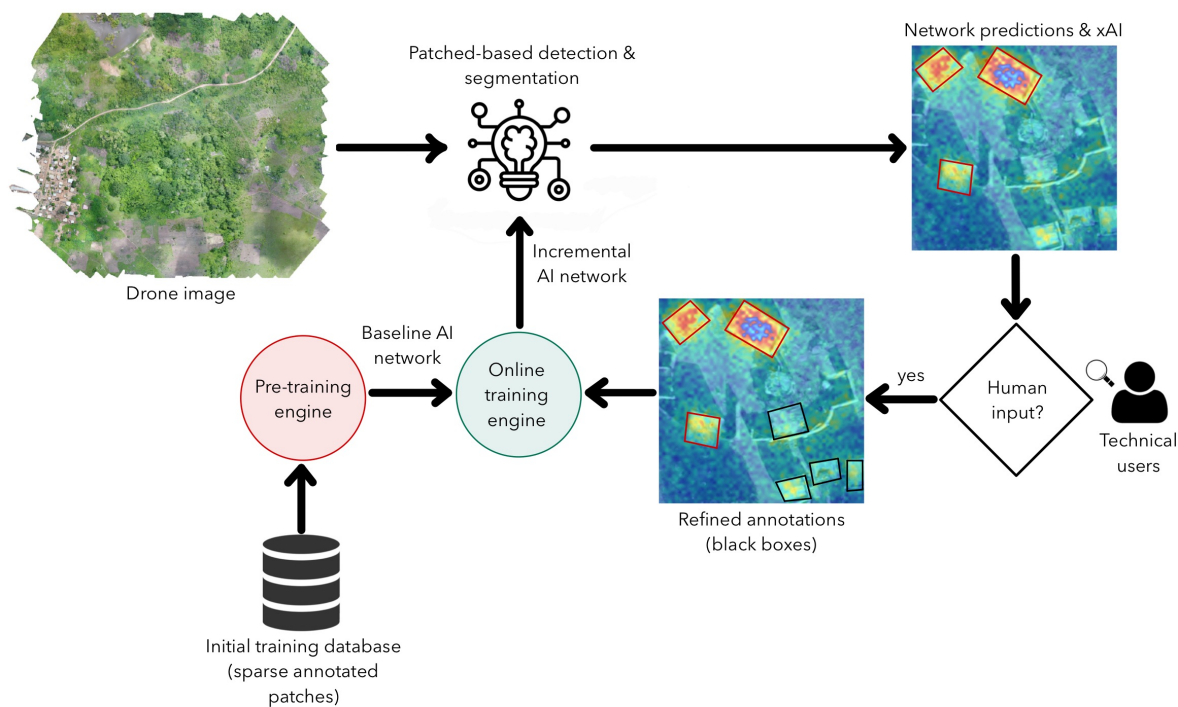 Patched-based detection &
segmentation
Network predictions & xAI
Drone image
Incremental
AI network
Baseline AI
network
Pre-training
engine
Online
training
engine
yes
Human
input?
Technical
users
Refined annotations
(black boxes)
Initial training database
(sparse annotated
patches)